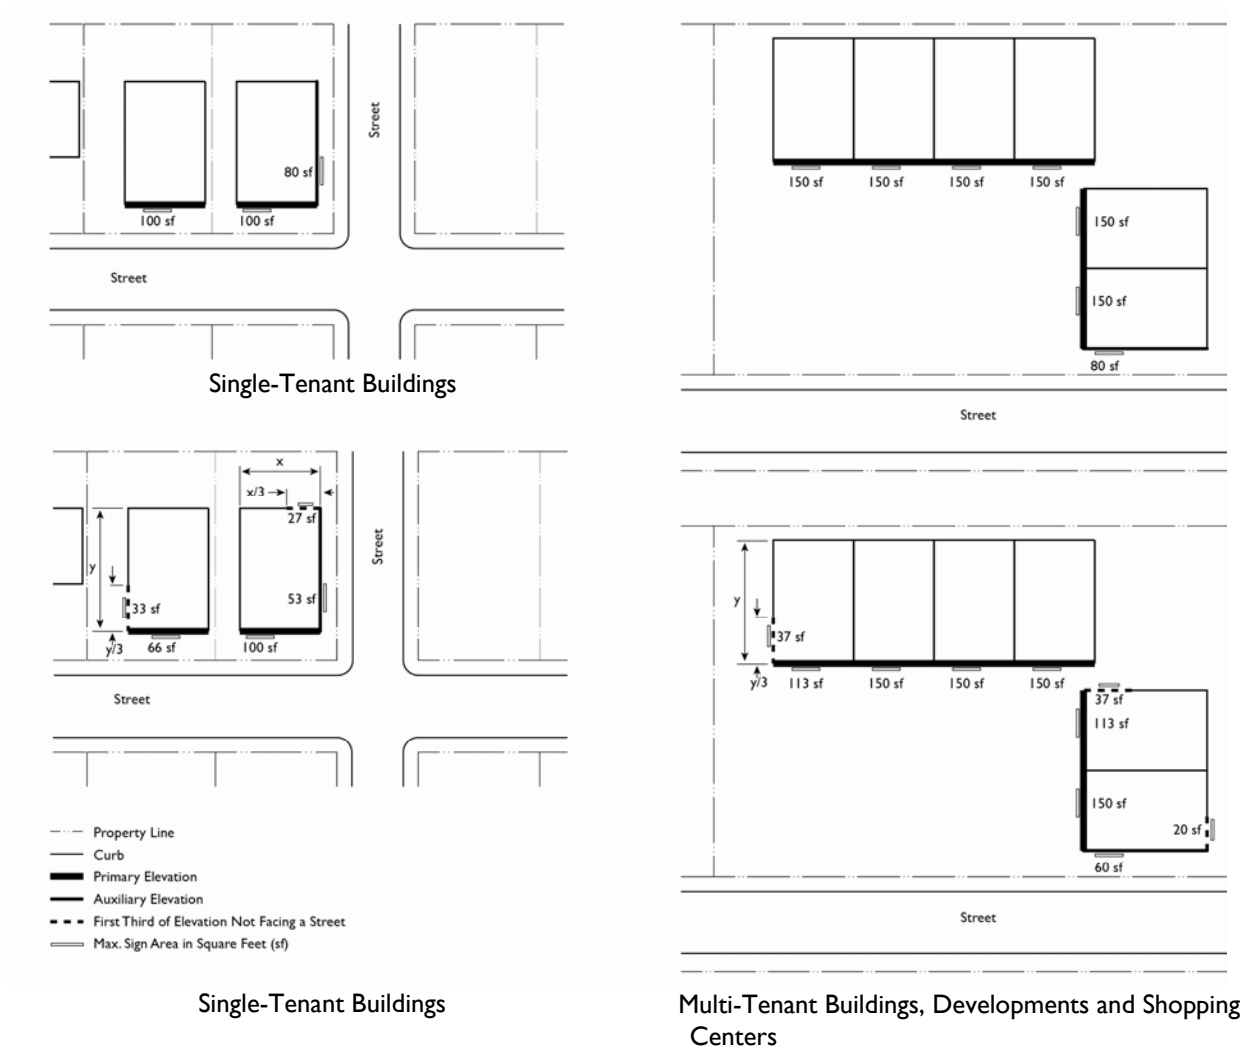 Street
80 sf
100 sf
100 sf
Street
Single-Tenant Buildings
150 sf
150 sf
150 sf
150 sf
150 sf
150 sf
80 sf
Street
x
x/3
27 sf
Street
y
33 sf
53 sf
y/3
66 sf
100 sf
Street
Property Line
Curb
Primary Elevation
Auxiliary Elevation
First Third of Elevation Not Facing a Street
Max. Sign Area in Square Feet (sf)
Single-Tenant Buildings
y
37 sf
y/3
113 sf
150 sf
150 sf
150 sf
37 sf
113 sf
150 sf
20 sf
60 sf
Street
Multi-Tenant Buildings, Developments and Shopping
Centers